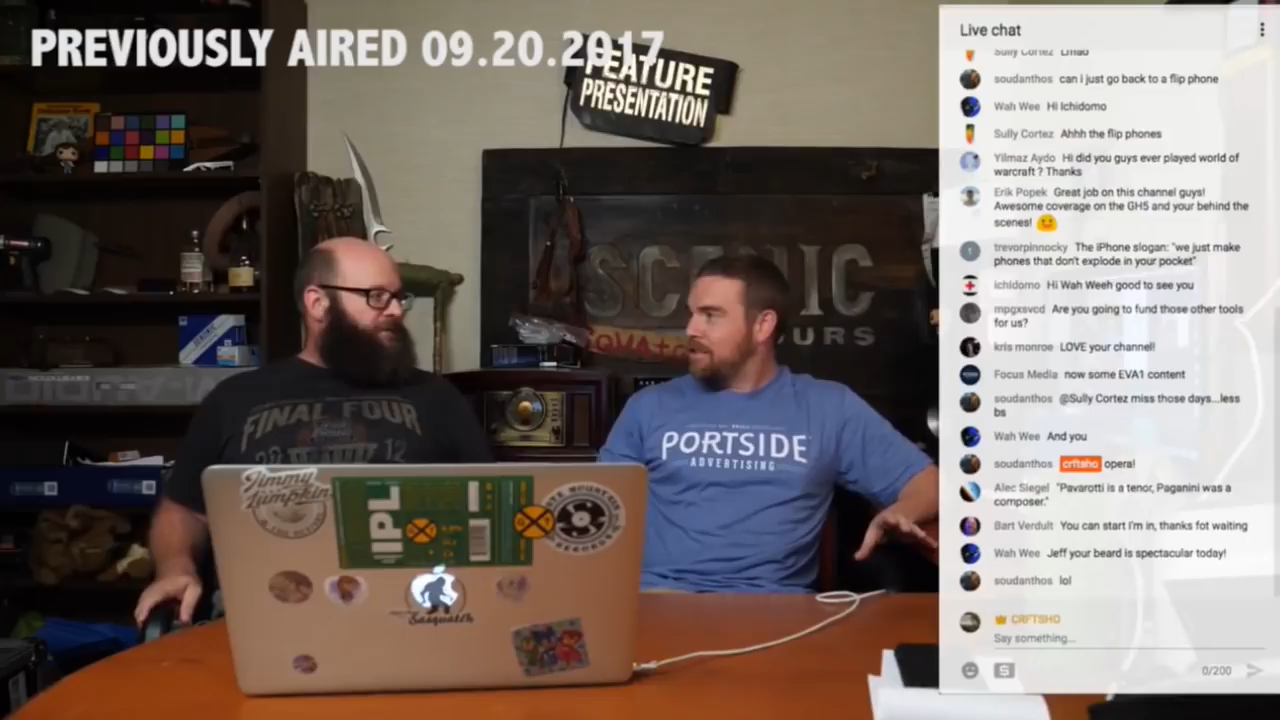 PREVIOUSLY AIRED 09.20.2017
FEATURE
PRESENTATION
SCENIC
OURS
FINAL FOUR
PORTSIDE
ADVERTISING
Jimmy
Lumpkin
IPL
Sasquatch
Live chat
Sully Cortez Lmao
soudanthos can i just go back to a flip phone
Wah Wee Hi Ichidomo
Sully Cortez Ahhh the flip phones
Yilmaz Aydo Hi did you guys ever played world of
warcraft ? Thanks
Erik Popek Great job on this channel guys!
Awesome coverage on the GH5 and your behind the
scenes!
trevorpinnocky The iPhone slogan: "we just make
phones that don't explode in your pocket"
ichidomo Hi Wah Weeh good to see you
mpgxsvcd Are you going to fund those other tools
for us?
kris monroe LOVE your channel!
Focus Media now some EVA1 content
soudanthos @Sully Cortez miss those days...less
bs
Wah Wee And you
soudanthos crftsho opera!
Alec Siegel "Pavarotti is a tenor, Paganini was a
composer."
Bart Verdult You can start I'm in, thanks fot waiting
Wah Wee Jeff your beard is spectacular today!
soudanthos lol
CRFTSHO
Say something...
0/200